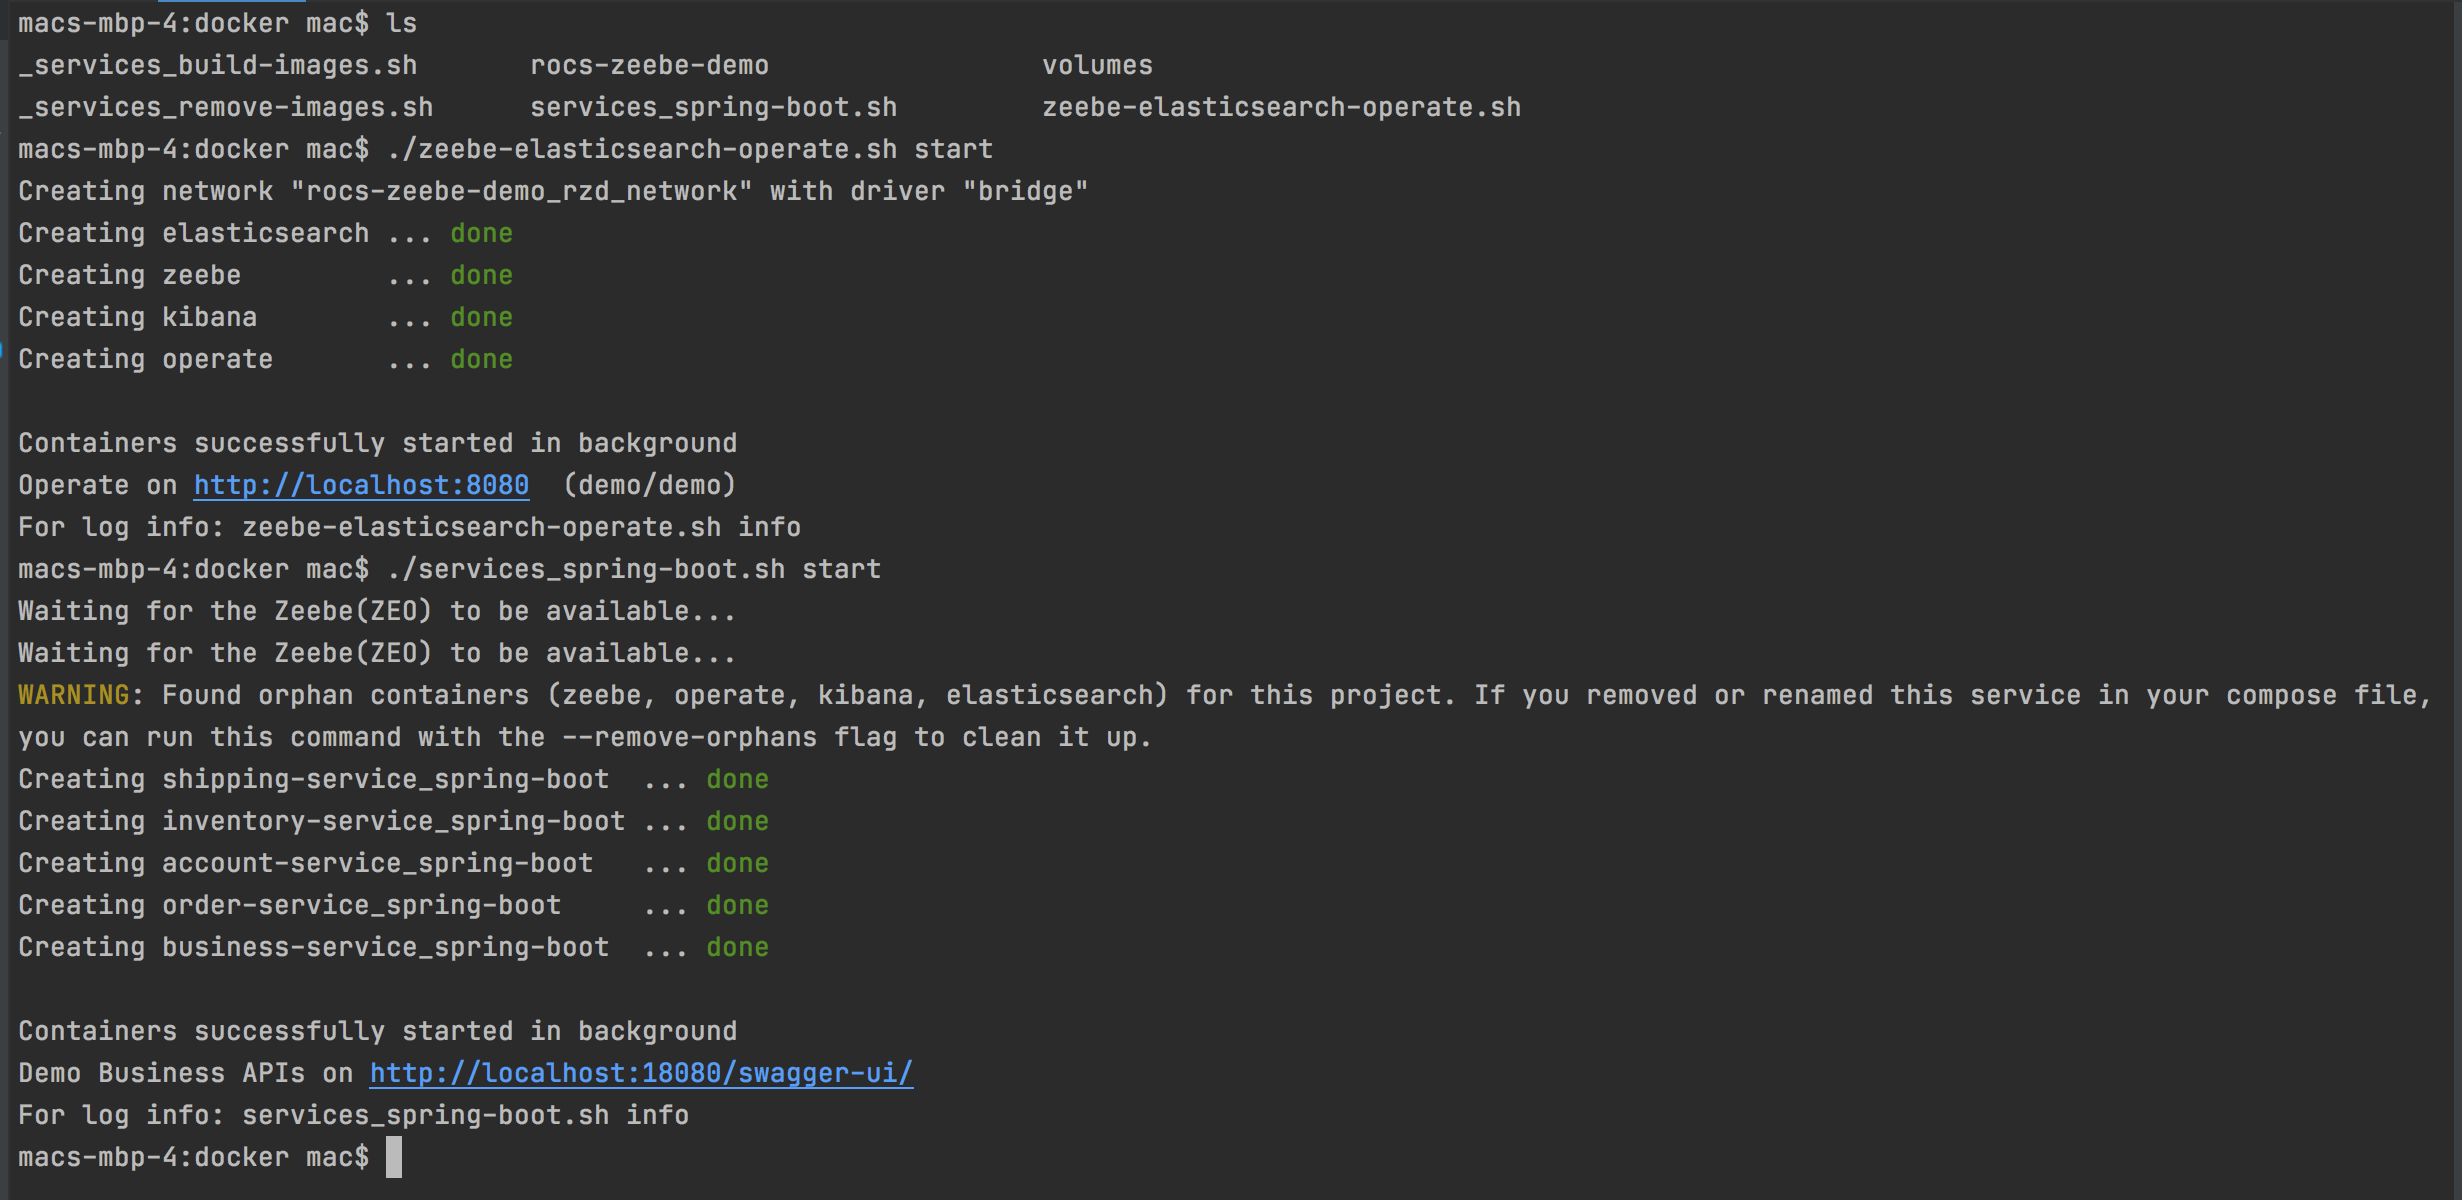 macs-mbp-4:docker mac$ ls
_services_build-images.sh       rocs-zeebe-demo                 volumes
_services_remove-images.sh      services_spring-boot.sh         zeebe-elasticsearch-operate.sh
macs-mbp-4:docker mac$ ./zeebe-elasticsearch-operate.sh start
Creating network "rocs-zeebe-demo_rzd_network" with driver "bridge"
Creating elasticsearch ... done
Creating zeebe         ... done
Creating kibana        ... done
Creating operate       ... done

Containers successfully started in background
Operate on http://localhost:8080  (demo/demo)
For log info: zeebe-elasticsearch-operate.sh info
macs-mbp-4:docker mac$ ./services_spring-boot.sh start
Waiting for the Zeebe(ZEO) to be available...
Waiting for the Zeebe(ZEO) to be available...
WARNING: Found orphan containers (zeebe, operate, kibana, elasticsearch) for this project. If you removed or renamed this service in your compose file,
you can run this command with the --remove-orphans flag to clean it up.
Creating shipping-service_spring-boot  ... done
Creating inventory-service_spring-boot ... done
Creating account-service_spring-boot   ... done
Creating order-service_spring-boot     ... done
Creating business-service_spring-boot  ... done

Containers successfully started in background
Demo Business APIs on http://localhost:18080/swagger-ui/
For log info: services_spring-boot.sh info
macs-mbp-4:docker mac$